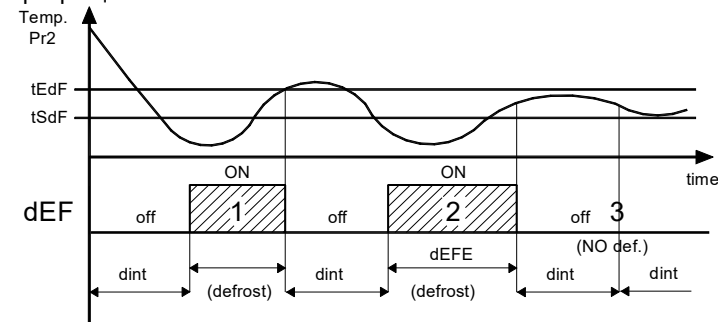 Temp.
Pr2
tEdF
tSdF
time
ON ON
dEF off 1 off 2 off 3
(NO def.)
dEFE
dint dint dint dint
(defrost) (defrost)